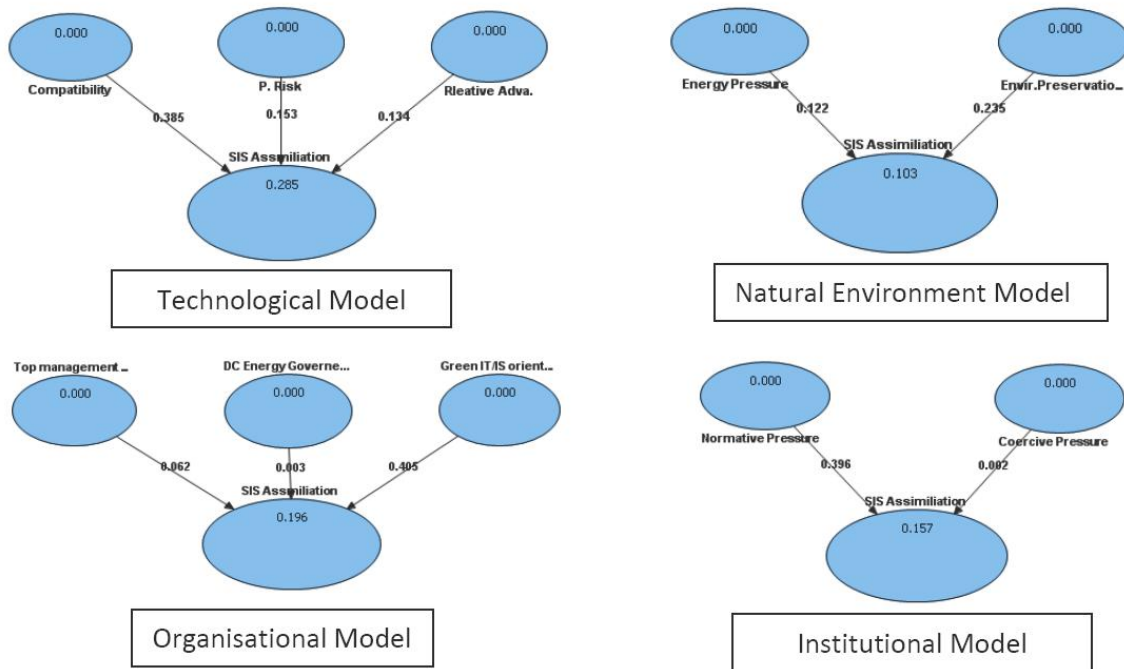 0.000
0.000
0.000
Compatibility
P. Risk
Rleative Adva.
0.385
0.153
0.134
SIS Assimiliation
0.285
Technological Model
0.000
0.000
Energy Pressure
Envir.Preservatio...
0.122
0.235
SIS Assimiliation
0.103
Natural Environment Model
Top management ...
DC Energy Governe...
Green IT/IS orient...
0.000
0.000
0.000
0.062
0.003
0.405
SIS Assimiliation
0.196
Organisational Model
0.000
0.000
Normative Pressure
Coercive Pressure
0.396
0.002
SIS Assimiliation
0.157
Institutional Model